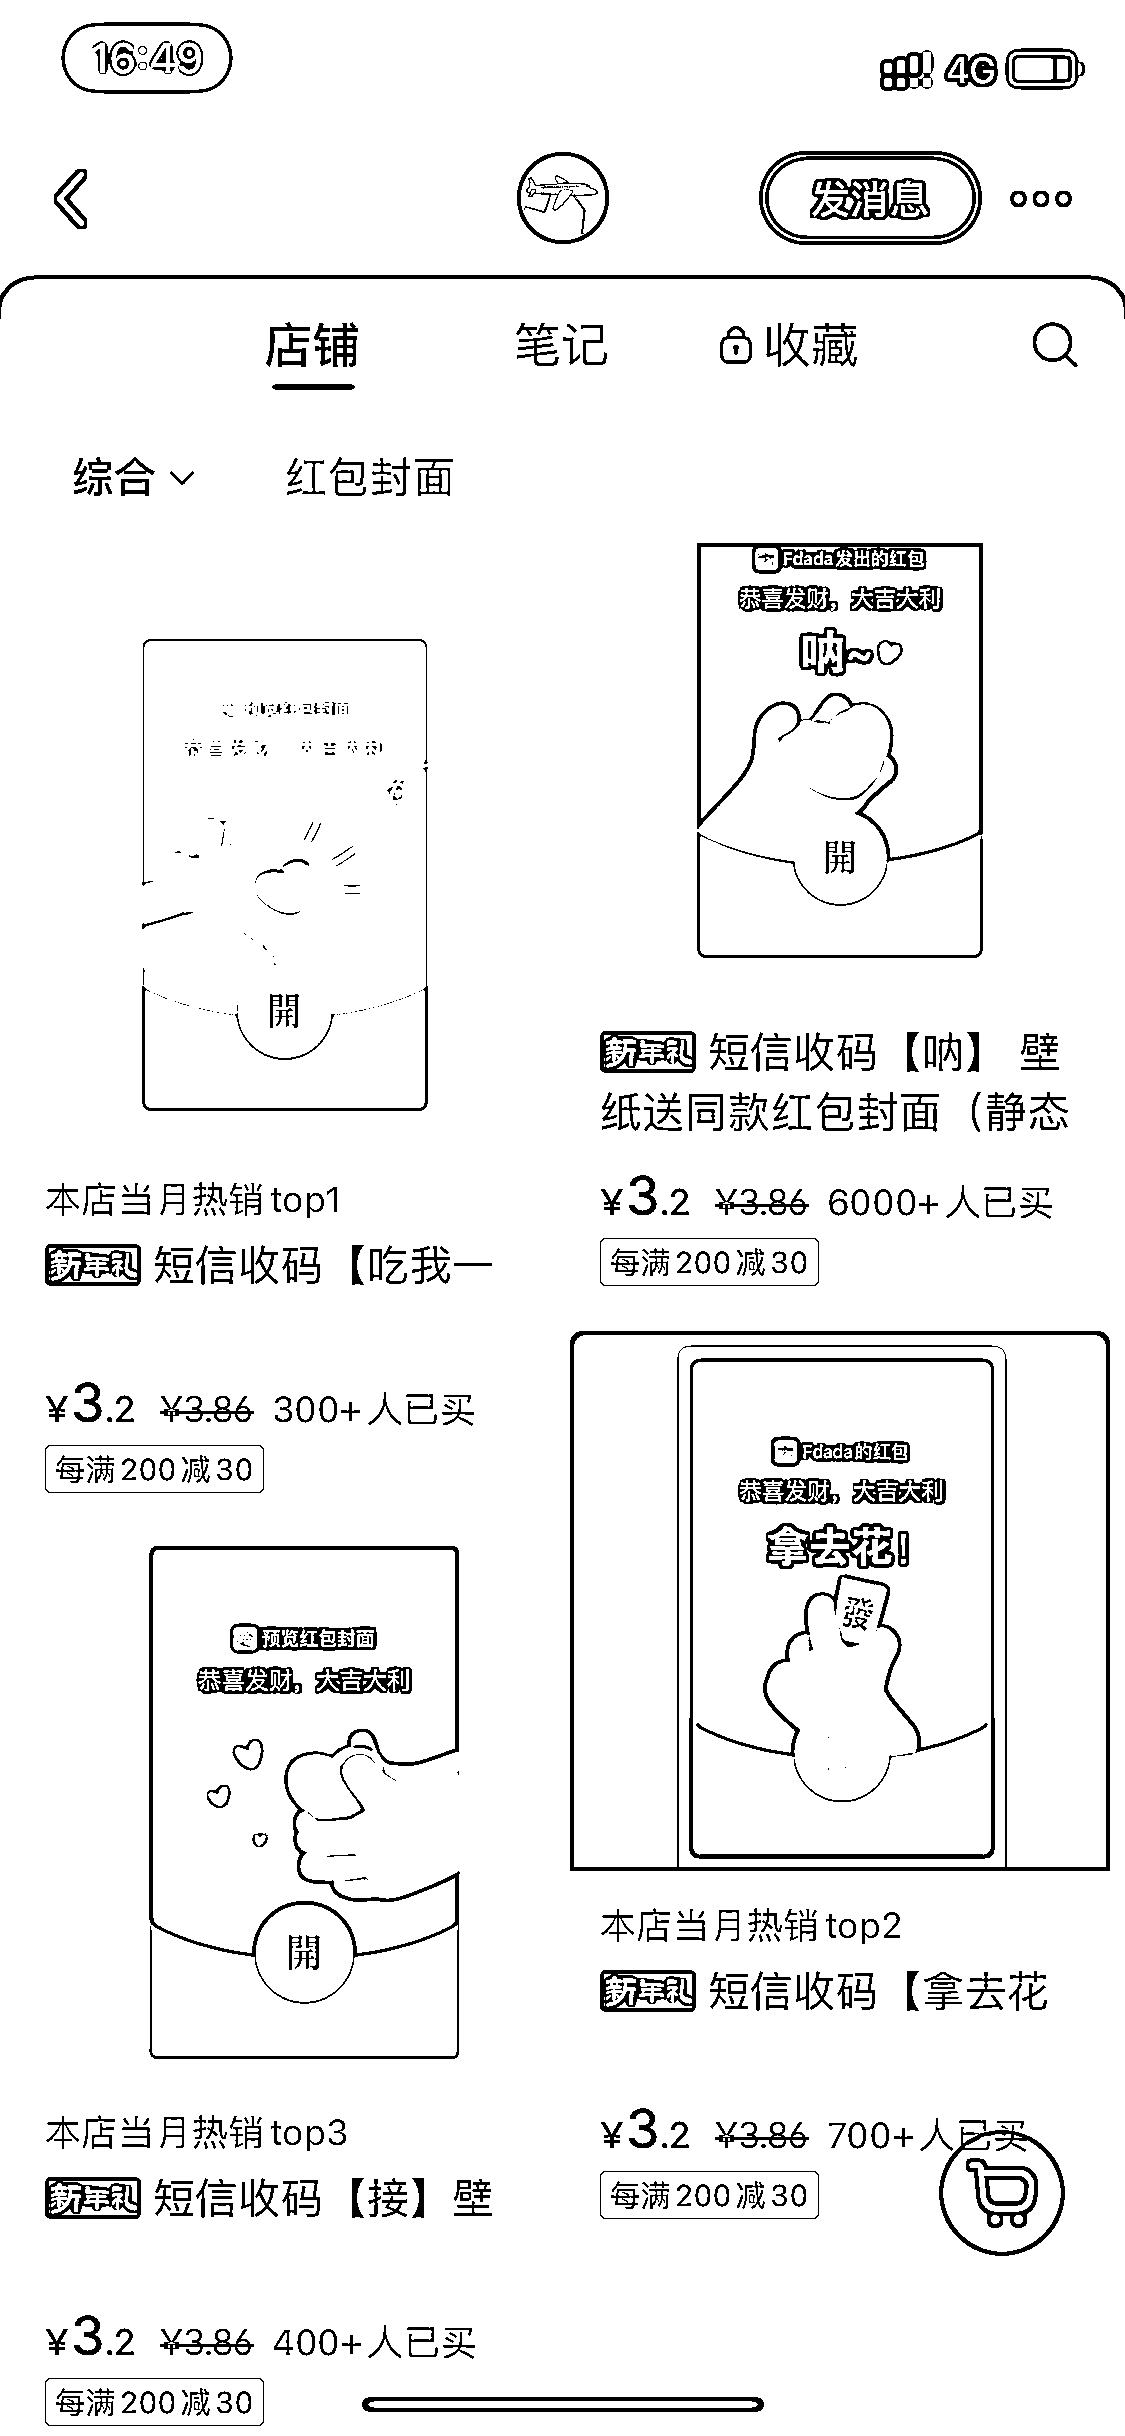 16:49
4G
发消息
店铺
笔记
收藏
综合
红包封面
開
本店当月热销top1
新年礼 短信收码【吃我一
¥3.2 ¥3.86 300+人已买
每满200减30
Fdada发出的红包
恭喜发财，大吉大利
呐~
開
新年礼 短信收码【呐】 壁
纸送同款红包封面（静态
¥3.2 ¥3.86 6000+人已买
每满200减30
预览红包封面
恭喜发财，大吉大利
開
本店当月热销top3
新年礼 短信收码【接】壁
¥3.2 ¥3.86 400+人已买
每满200减30
Fdada的红包
恭喜发财，大吉大利
拿去花！
發
本店当月热销top2
新年礼 短信收码【拿去花
¥3.2 ¥3.86 700+人已买
每满200减30